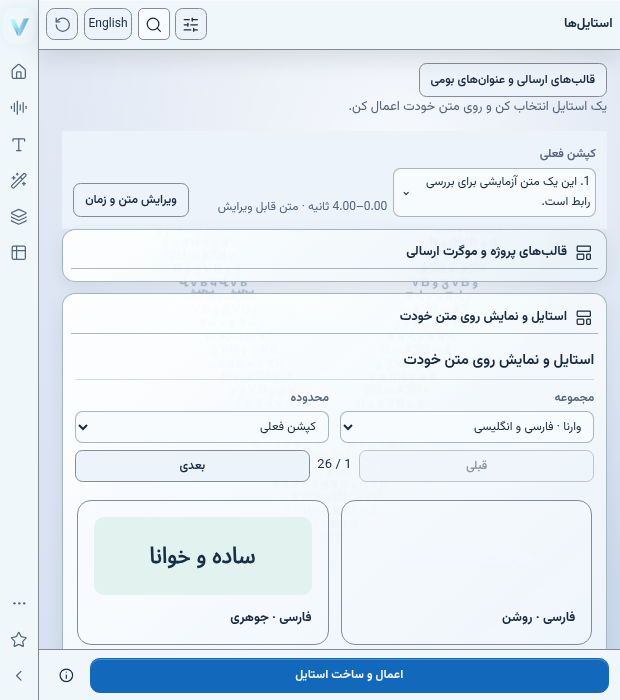 استایل‌ها
English
قالب‌های ارسالی و عنوان‌های بومی
یک استایل انتخاب کن و روی متن خودت اعمال کن.
کپشن فعلی
1. این یک متن آزمایشی برای بررسی
رابط است.
0.00–4.00 ثانیه · متن قابل ویرایش
ویرایش متن و زمان
قالب‌های پروژه و موگرت ارسالی
استایل و نمایش روی متن خودت
استایل و نمایش روی متن خودت
مجموعه
محدوده
وارنا · فارسی و انگلیسی
کپشن فعلی
قبلی
1 / 26
بعدی
ساده و خوانا
فارسی · روشن
فارسی · جوهری
اعمال و ساخت استایل